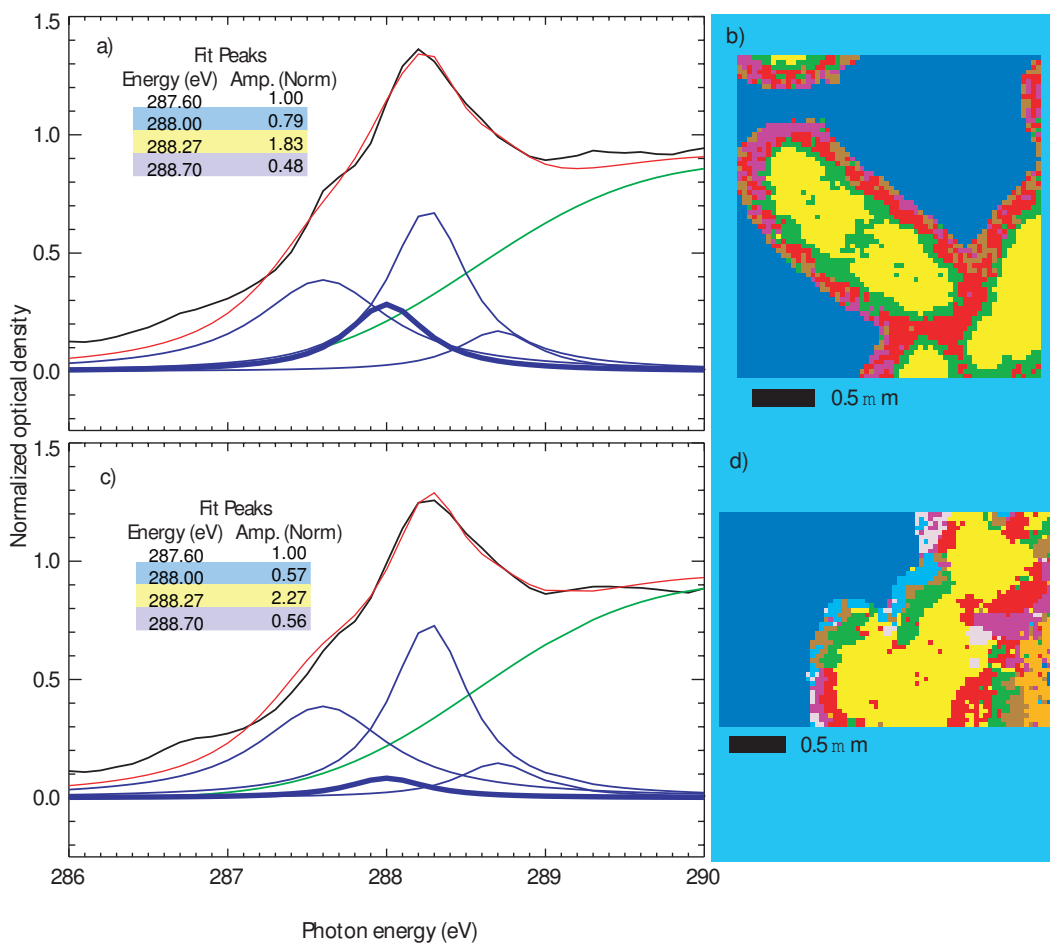 Normalized optical density
1.5
1.0
0.5
0.0
a)
Fit Peaks
Energy (eV) Amp. (Norm)
287.60 1.00
288.00 0.79
288.27 1.83
288.70 0.48
b)
0.5 m m
1.5
1.0
0.5
0.0
c)
Fit Peaks
Energy (eV) Amp. (Norm)
287.60 1.00
288.00 0.57
288.27 2.27
288.70 0.56
d)
0.5 m m
286 287 288 289 290
Photon energy (eV)